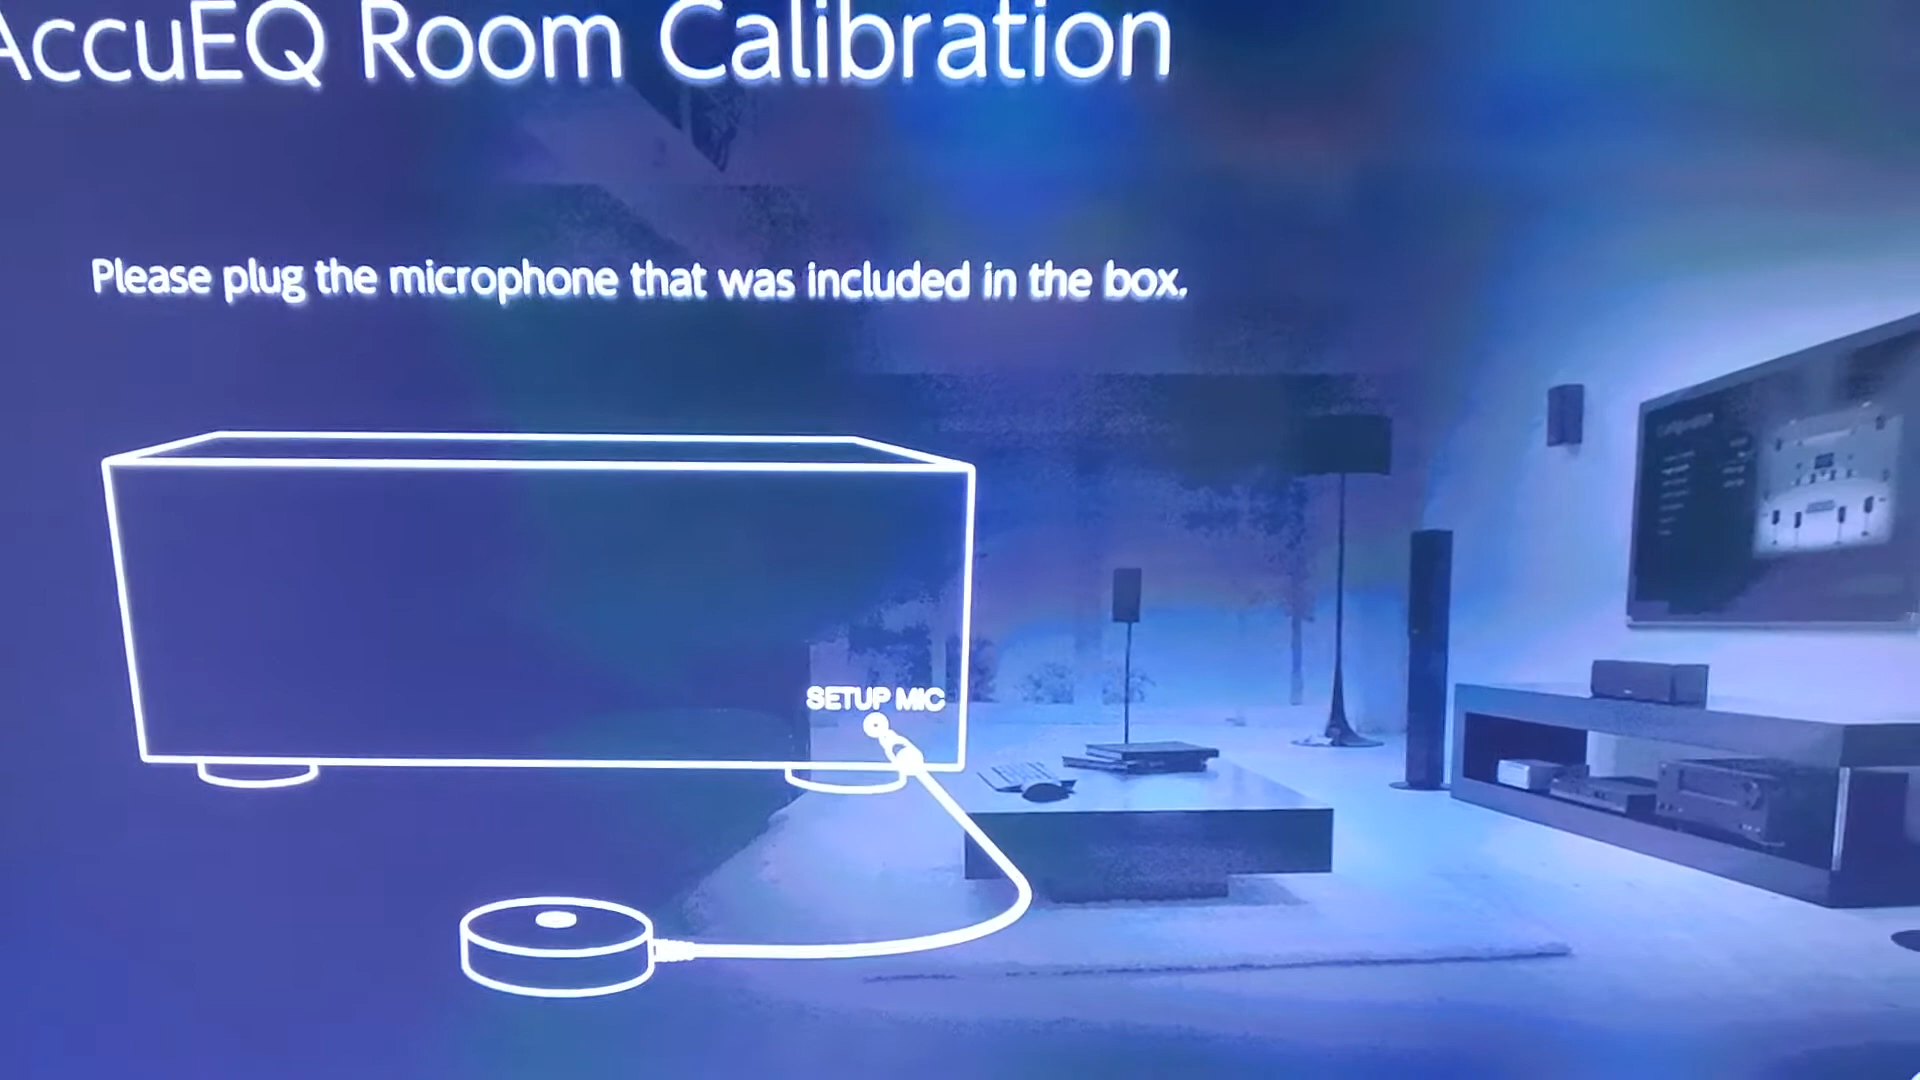 AccuEQ Room Calibration
Please plug the microphone that was included in the box.
SETUP MIC